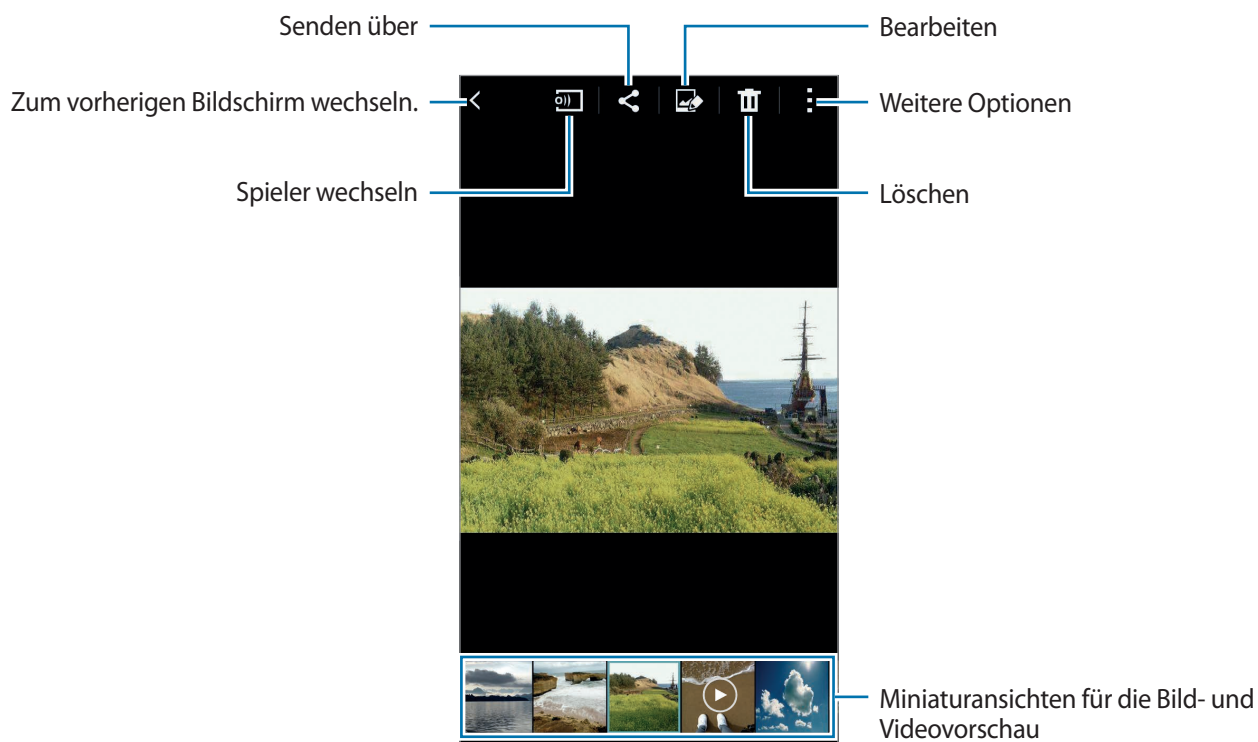 Senden über
Bearbeiten
Zum vorherigen Bildschirm wechseln.
Weitere Optionen
Spieler wechseln
Löschen
Miniaturansichten für die Bild- und
Videovorschau